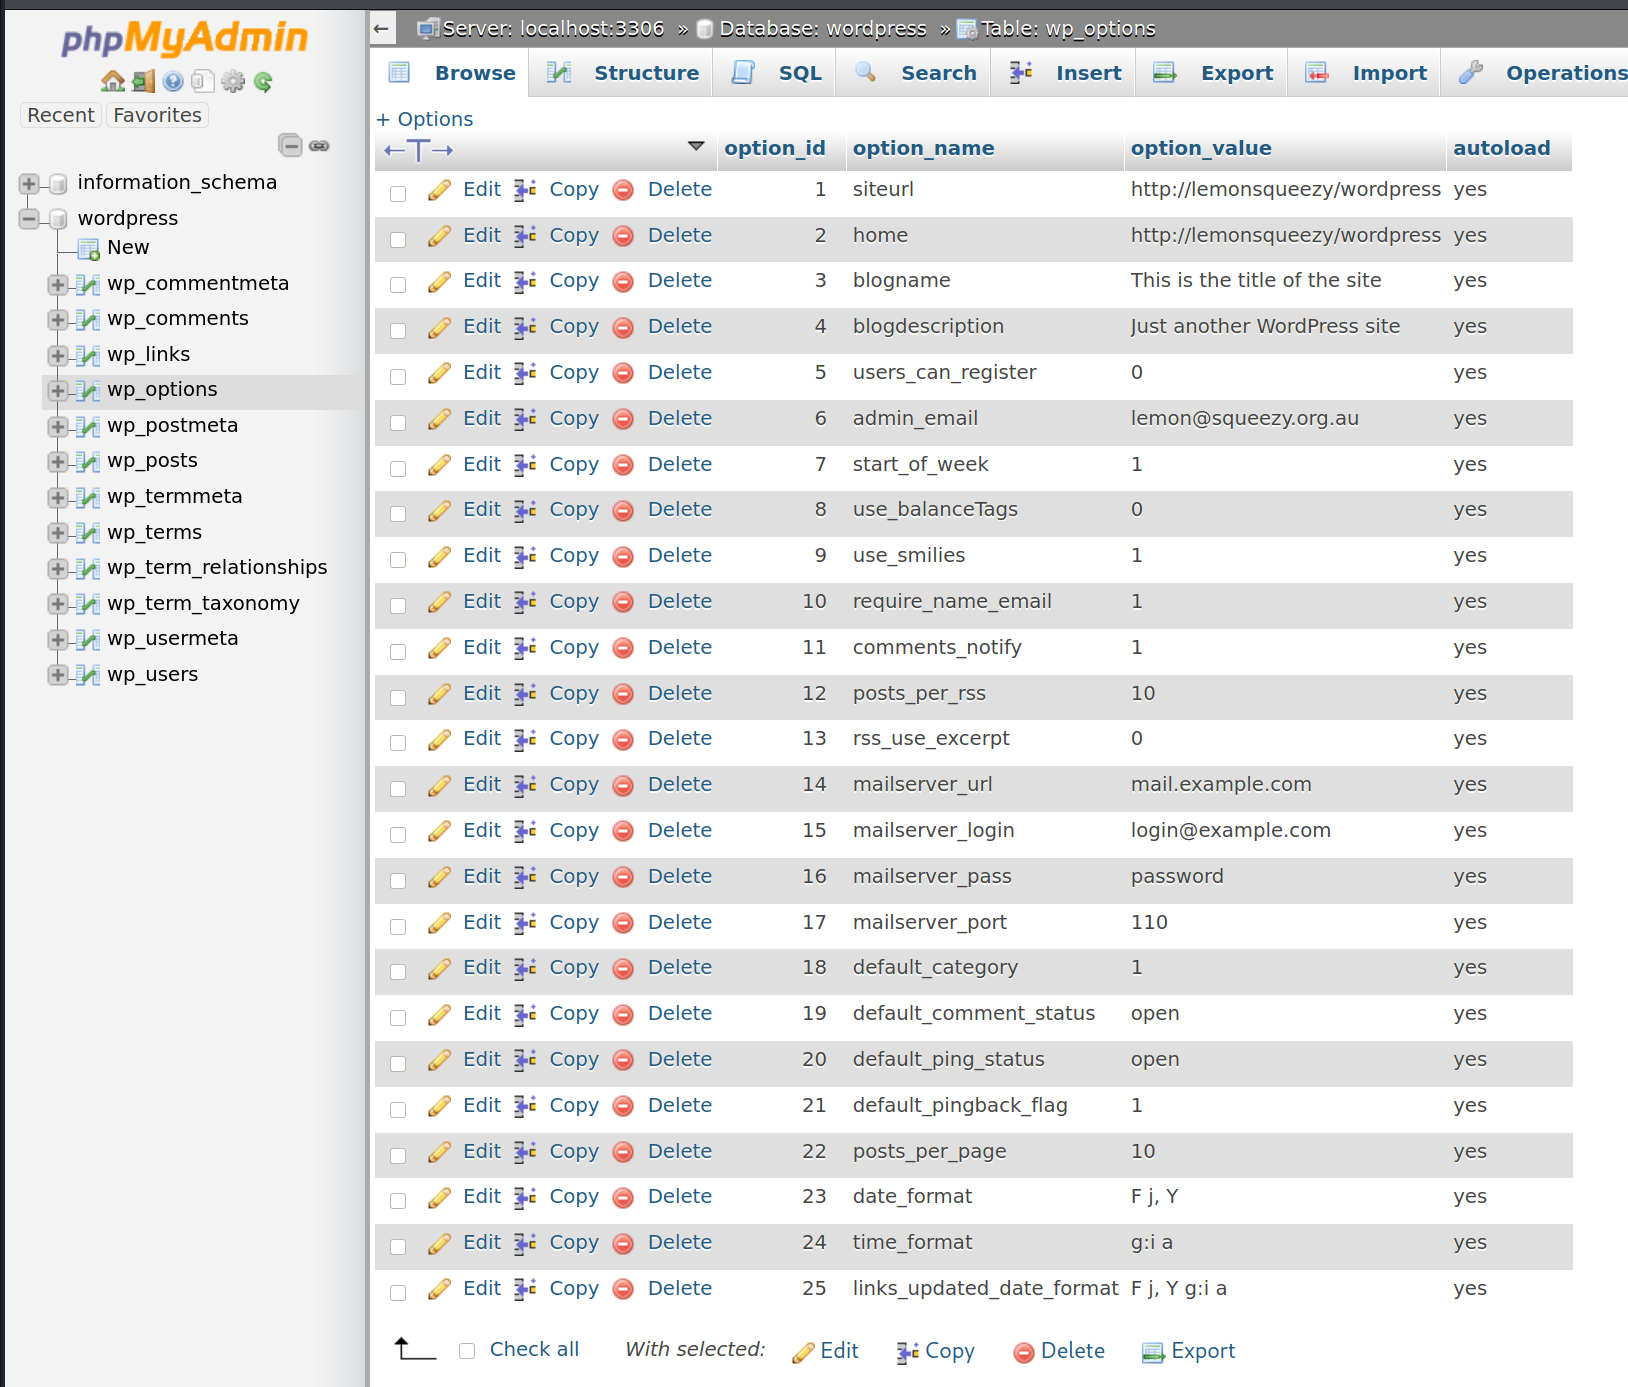 phpMyAdmin
Recent Favorites
information_schema
wordpress
New
wp_commentmeta
wp_comments
wp_links
wp_options
wp_postmeta
wp_posts
wp_termmeta
wp_terms
wp_term_relationships
wp_term_taxonomy
wp_usermeta
wp_users
← Server: localhost:3306 » Database: wordpress » Table: wp_options
Browse Structure SQL Search Insert Export Import Operations
+ Options
←T→ ▼ option_id option_name option_value autoload
Edit Copy Delete 1 siteurl http://lemonsqueezy/wordpress yes
Edit Copy Delete 2 home http://lemonsqueezy/wordpress yes
Edit Copy Delete 3 blogname This is the title of the site yes
Edit Copy Delete 4 blogdescription Just another WordPress site yes
Edit Copy Delete 5 users_can_register 0 yes
Edit Copy Delete 6 admin_email lemon@squeezy.org.au yes
Edit Copy Delete 7 start_of_week 1 yes
Edit Copy Delete 8 use_balanceTags 0 yes
Edit Copy Delete 9 use_smilies 1 yes
Edit Copy Delete 10 require_name_email 1 yes
Edit Copy Delete 11 comments_notify 1 yes
Edit Copy Delete 12 posts_per_rss 10 yes
Edit Copy Delete 13 rss_use_excerpt 0 yes
Edit Copy Delete 14 mailserver_url mail.example.com yes
Edit Copy Delete 15 mailserver_login login@example.com yes
Edit Copy Delete 16 mailserver_pass password yes
Edit Copy Delete 17 mailserver_port 110 yes
Edit Copy Delete 18 default_category 1 yes
Edit Copy Delete 19 default_comment_status open yes
Edit Copy Delete 20 default_ping_status open yes
Edit Copy Delete 21 default_pingback_flag 1 yes
Edit Copy Delete 22 posts_per_page 10 yes
Edit Copy Delete 23 date_format F j, Y yes
Edit Copy Delete 24 time_format g:i a yes
Edit Copy Delete 25 links_updated_date_format F j, Y g:i a yes
Check all With selected: Edit Copy Delete Export